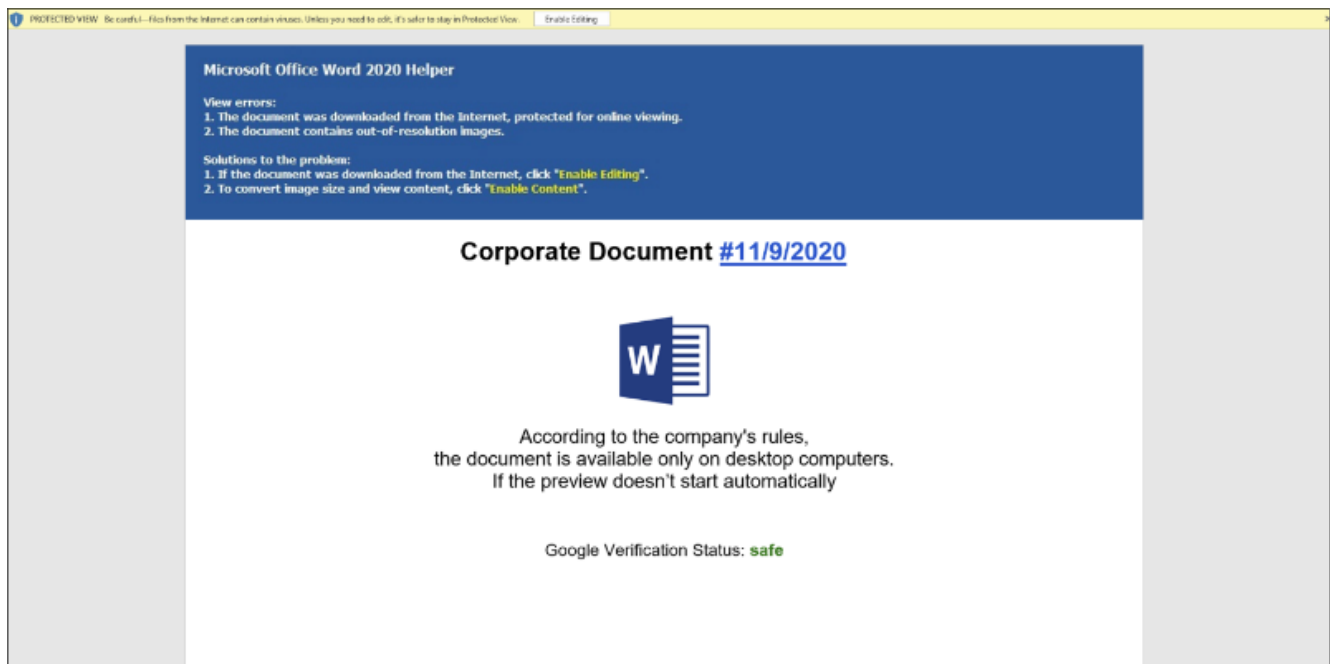 PROTECTED VIEW Be careful—files from the Internet can contain viruses. Unless you need to edit, it's safer to stay in Protected View. Enable Editing
Microsoft Office Word 2020 Helper
View errors:
1. The document was downloaded from the Internet, protected for online viewing.
2. The document contains out-of-resolution images.
Solutions to the problem:
1. If the document was downloaded from the Internet, click "Enable Editing".
2. To convert image size and view content, click "Enable Content".
Corporate Document #11/9/2020
W
According to the company's rules,
the document is available only on desktop computers.
If the preview doesn't start automatically
Google Verification Status: safe